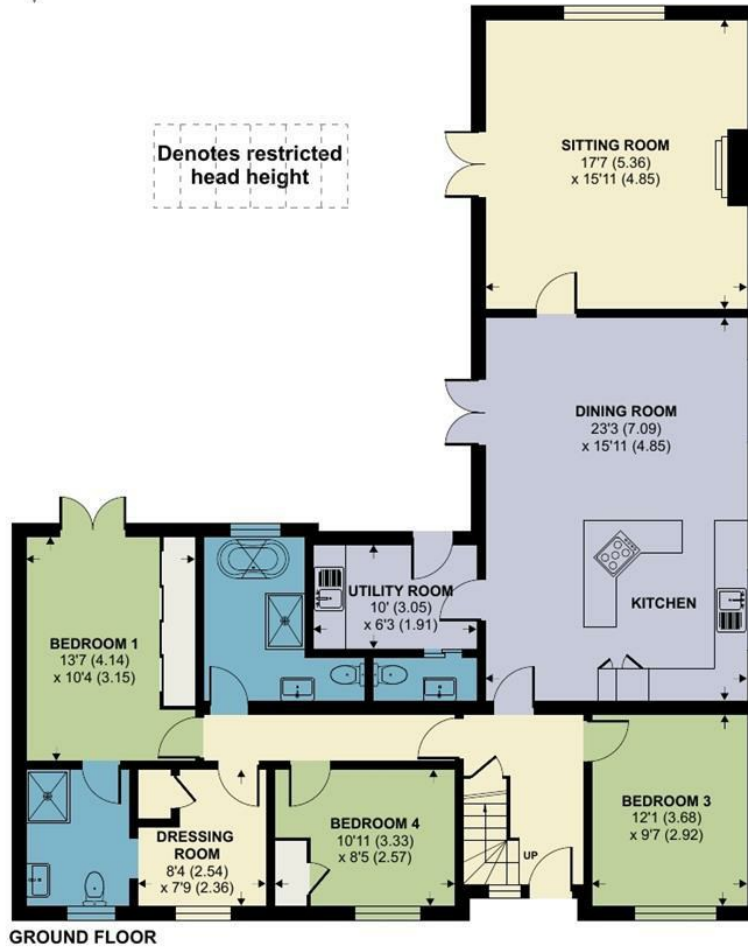 Denotes restricted
head height
SITTING ROOM
17'7 (5.36)
x 15'11 (4.85)
DINING ROOM
23'3 (7.09)
x 15'11 (4.85)
KITCHEN
UTILITY ROOM
10' (3.05)
x 6'3 (1.91)
BEDROOM 1
13'7 (4.14)
x 10'4 (3.15)
DRESSING
ROOM
8'4 (2.54)
x 7'9 (2.36)
BEDROOM 4
10'11 (3.33)
x 8'5 (2.57)
UP
BEDROOM 3
12'1 (3.68)
x 9'7 (2.92)
GROUND FLOOR